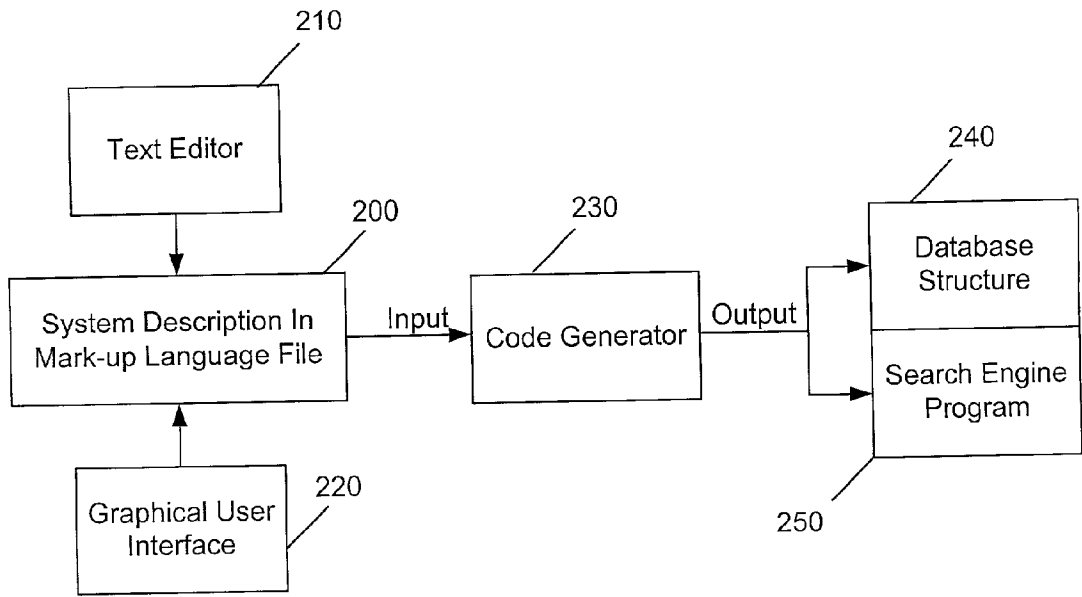 210
Text Editor
200
System Description In
Mark-up Language File
Input
230
Code Generator
Output
240
Database
Structure
Search Engine
Program
250
Graphical User
Interface
220